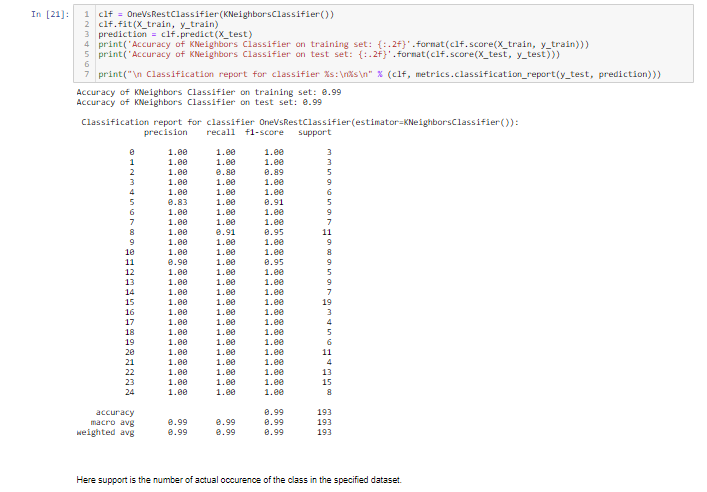 In [21]:
1 clf = OneVsRestClassifier(KNeighborsClassifier())
2 clf.fit(X_train, y_train)
3 prediction = clf.predict(X_test)
4 print('Accuracy of KNeighbors Classifier on training set: {:.2f}'.format(clf.score(X_train, y_train)))
5 print('Accuracy of KNeighbors Classifier on test set: {:.2f}'.format(clf.score(X_test, y_test)))
6
7 print("\n Classification report for classifier %s:\n%s\n" % (clf, metrics.classification_report(y_test, prediction)))
Accuracy of KNeighbors Classifier on training set: 0.99
Accuracy of KNeighbors Classifier on test set: 0.99
Classification report for classifier OneVsRestClassifier(estimator=KNeighborsClassifier()):
precision recall f1-score support
0 1.00 1.00 1.00 3
1 1.00 1.00 1.00 3
2 1.00 0.80 0.89 5
3 1.00 1.00 1.00 9
4 1.00 1.00 1.00 6
5 0.83 1.00 0.91 5
6 1.00 1.00 1.00 9
7 1.00 1.00 1.00 7
8 1.00 0.91 0.95 11
9 1.00 1.00 1.00 9
10 1.00 1.00 1.00 8
11 0.90 1.00 0.95 9
12 1.00 1.00 1.00 5
13 1.00 1.00 1.00 9
14 1.00 1.00 1.00 7
15 1.00 1.00 1.00 19
16 1.00 1.00 1.00 3
17 1.00 1.00 1.00 4
18 1.00 1.00 1.00 5
19 1.00 1.00 1.00 6
20 1.00 1.00 1.00 11
21 1.00 1.00 1.00 4
22 1.00 1.00 1.00 13
23 1.00 1.00 1.00 15
24 1.00 1.00 1.00 8
accuracy 0.99 193
macro avg 0.99 0.99 0.99 193
weighted avg 0.99 0.99 0.99 193
Here support is the number of actual occurence of the class in the specified dataset.